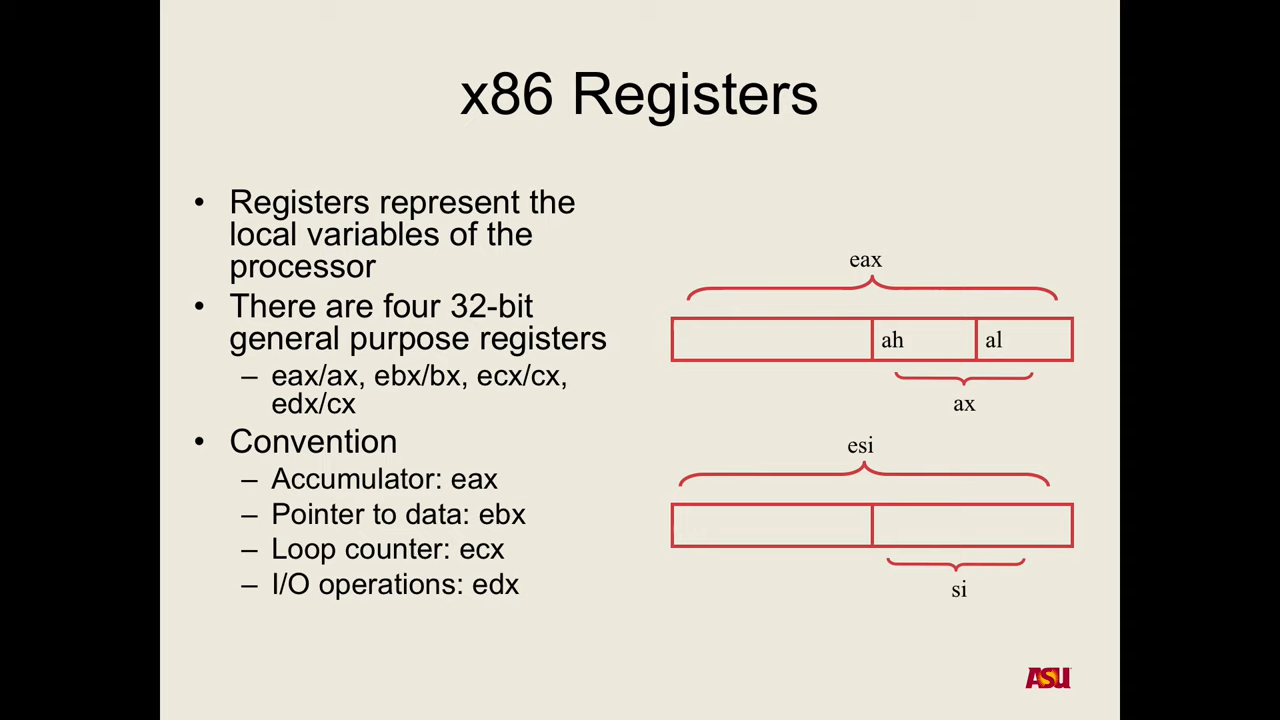 x86 Registers
• Registers represent the
local variables of the
processor
• There are four 32-bit
general purpose registers
– eax/ax, ebx/bx, ecx/cx,
edx/cx
• Convention
– Accumulator: eax
– Pointer to data: ebx
– Loop counter: ecx
– I/O operations: edx
eax
ah al
ax
esi
si
ASU